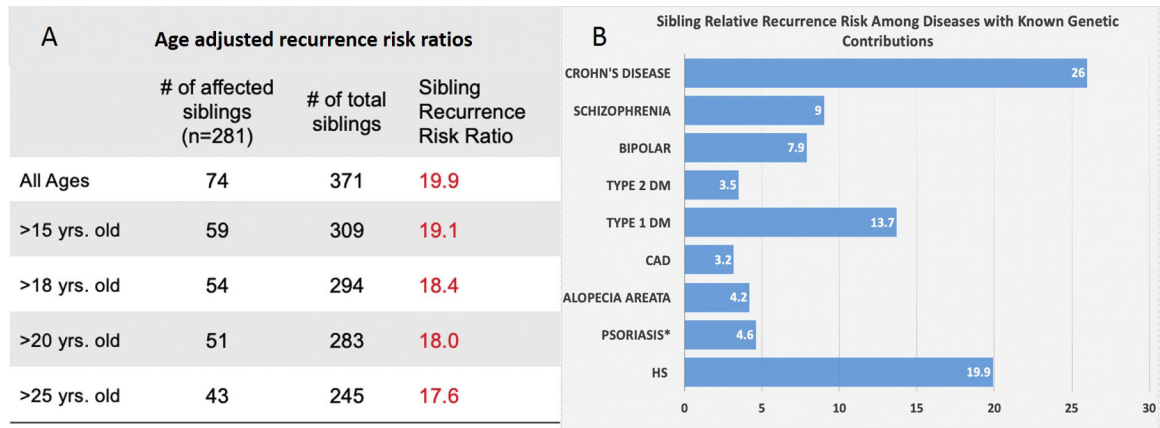 A
Age adjusted recurrence risk ratios
# of affected
siblings
(n=281)
# of total
siblings
Sibling
Recurrence
Risk Ratio
All Ages 74 371 19.9
>15 yrs. old 59 309 19.1
>18 yrs. old 54 294 18.4
>20 yrs. old 51 283 18.0
>25 yrs. old 43 245 17.6
B
Sibling Relative Recurrence Risk Among Diseases with Known Genetic
Contributions
CROHN'S DISEASE 26
SCHIZOPHRENIA 9
BIPOLAR 7.9
TYPE 2 DM 3.5
TYPE 1 DM 13.7
CAD 3.2
ALOPECIA AREATA 4.2
PSORIASIS* 4.6
HS 19.9
0 5 10 15 20 25 30